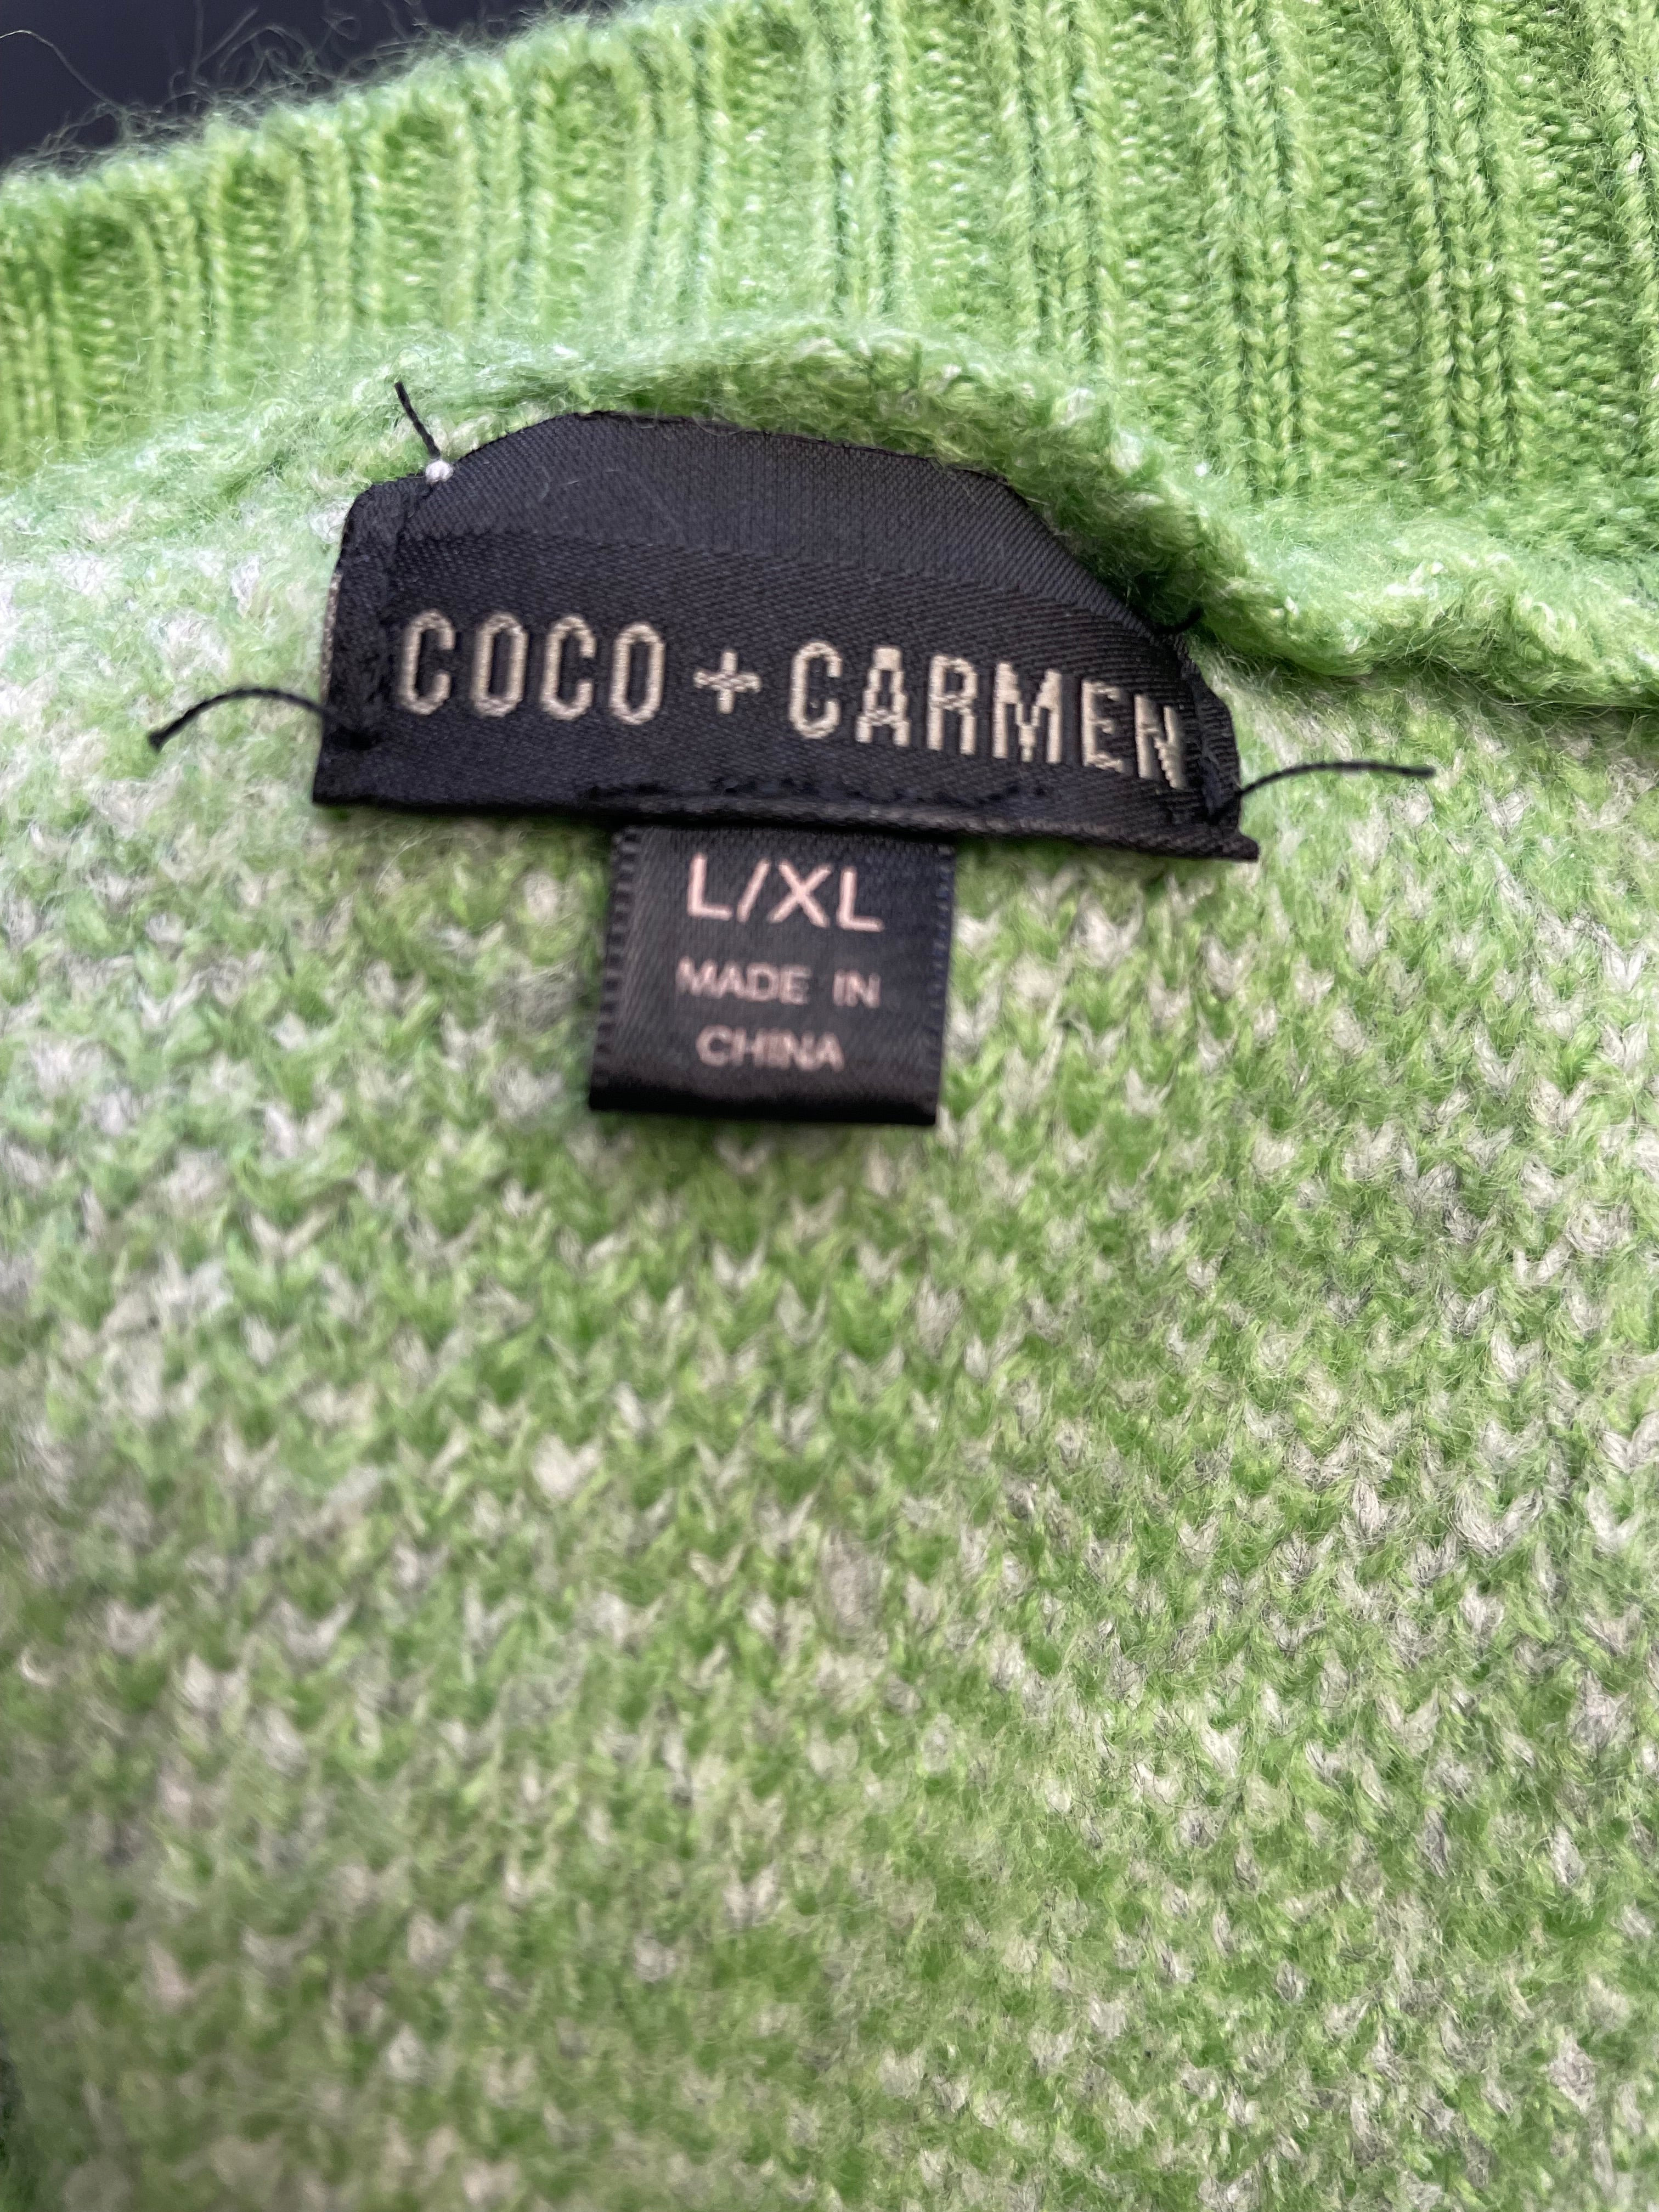 COCO + CARMEN
L/XL
MADE IN
CHINA